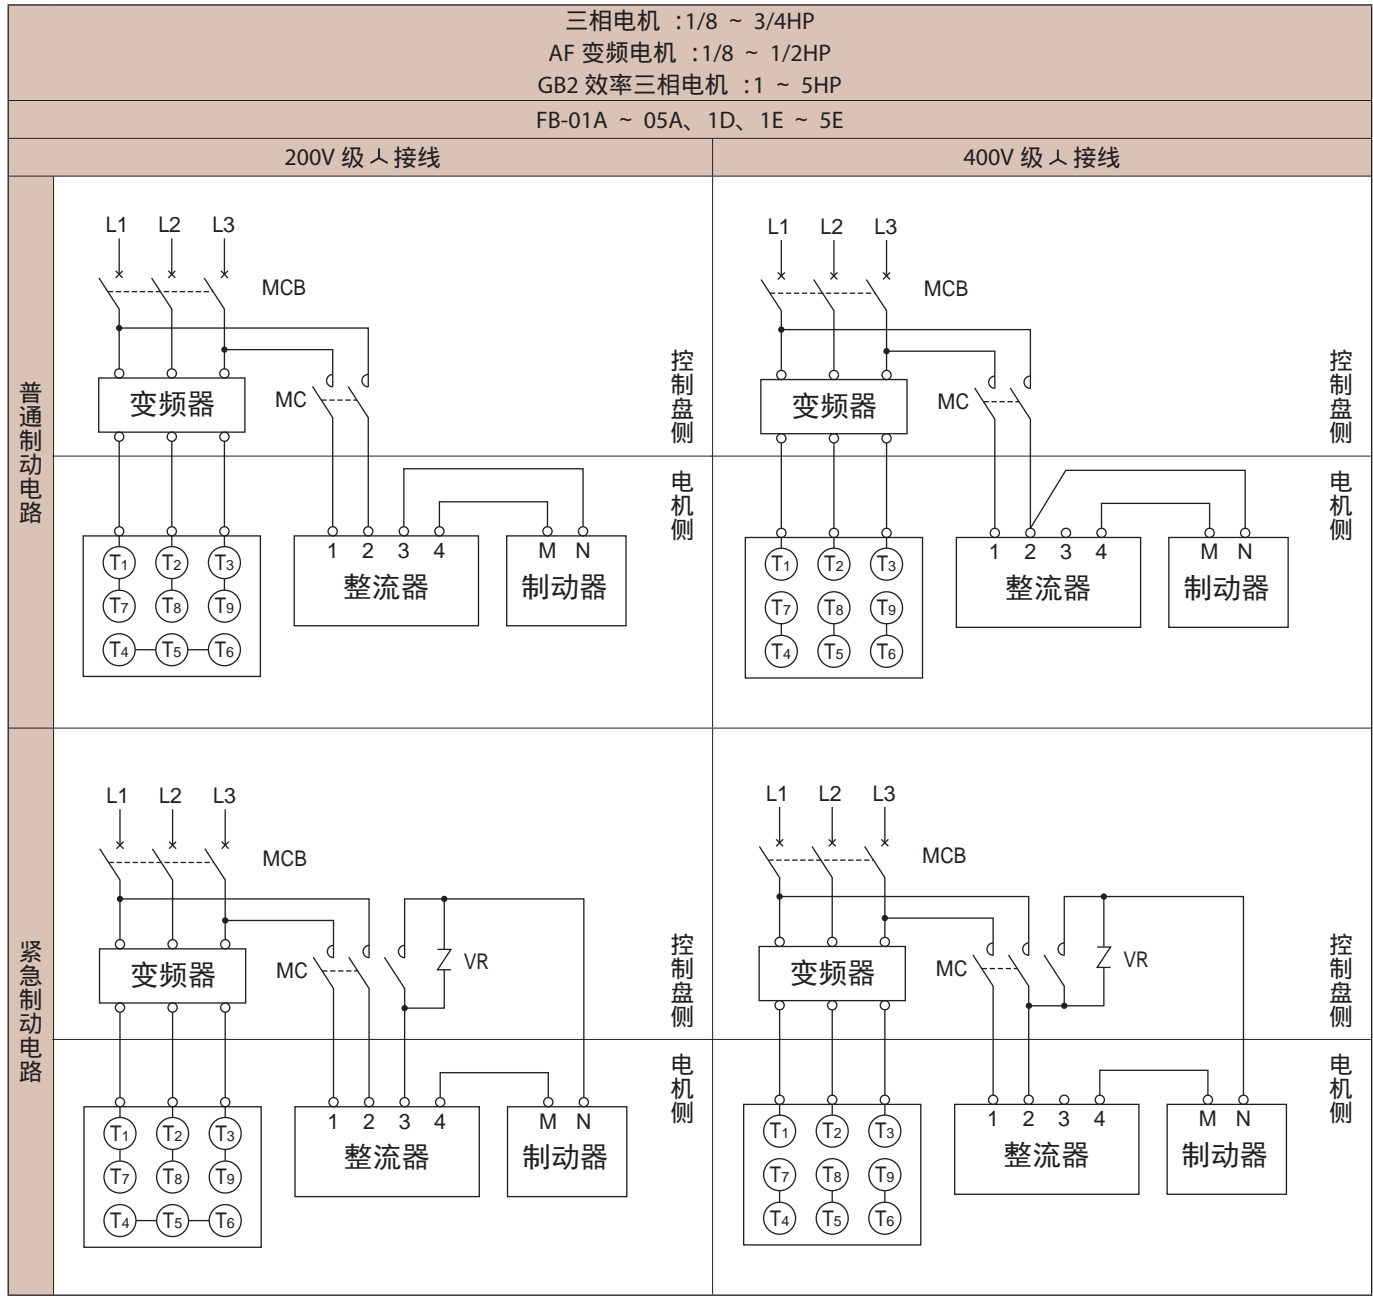 三相电机 :1/8 ~ 3/4HP
AF 变频电机 :1/8 ~ 1/2HP
GB2 效率三相电机 :1 ~ 5HP
FB-01A ~ 05A、1D、1E ~ 5E
200V 级人接线
400V 级人接线
普通制动电路
L1 L2 L3
MCB
变频器
MC
控制盘侧
电机侧
1 2 3 4
整流器
M N
制动器
T1 T2 T3
T7 T8 T9
T4 T5 T6
L1 L2 L3
MCB
变频器
MC
控制盘侧
电机侧
1 2 3 4
整流器
M N
制动器
T1 T2 T3
T7 T8 T9
T4 T5 T6
紧急制动电路
L1 L2 L3
MCB
变频器
MC
VR
控制盘侧
电机侧
1 2 3 4
整流器
M N
制动器
T1 T2 T3
T7 T8 T9
T4 T5 T6
L1 L2 L3
MCB
变频器
MC
VR
控制盘侧
电机侧
1 2 3 4
整流器
M N
制动器
T1 T2 T3
T7 T8 T9
T4 T5 T6